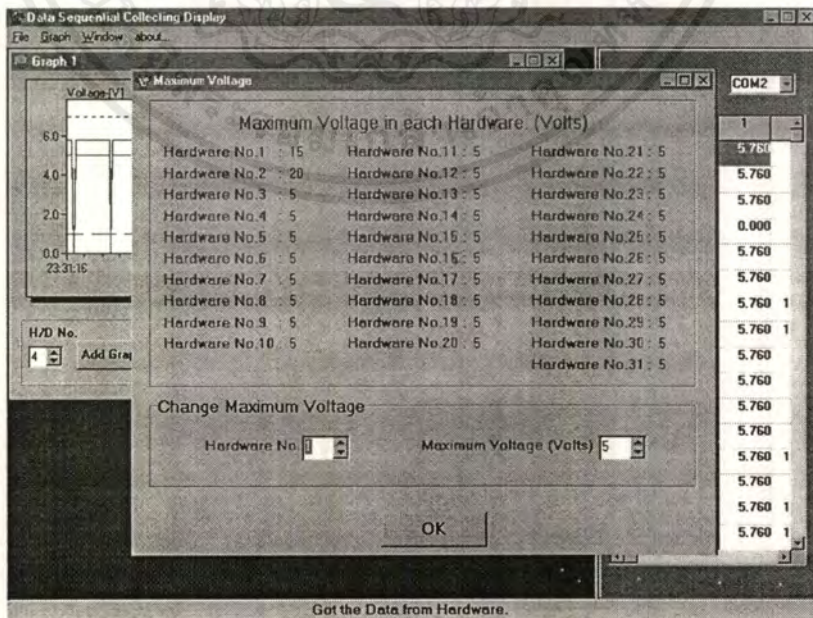 Data Sequential Collecting Display
File Graph Window about...
Graph 1
Voltage[V]
6.0
4.0
2.0
0.0
23:31:16
H/D No.
4 Add Grap
Maximum Voltage
Maximum Voltage in each Hardware (Volts)
Hardware No.1 : 15 Hardware No.11 : 5 Hardware No.21 : 5
Hardware No.2 : 20 Hardware No.12 : 5 Hardware No.22 : 5
Hardware No.3 : 5 Hardware No.13 : 5 Hardware No.23 : 5
Hardware No.4 : 5 Hardware No.14 : 5 Hardware No.24 : 5
Hardware No.5 : 5 Hardware No.15 : 5 Hardware No.25 : 5
Hardware No.6 : 5 Hardware No.16 : 5 Hardware No.26 : 5
Hardware No.7 : 5 Hardware No.17 : 5 Hardware No.27 : 5
Hardware No.8 : 5 Hardware No.18 : 5 Hardware No.28 : 5
Hardware No.9 : 5 Hardware No.19 : 5 Hardware No.29 : 5
Hardware No.10 : 5 Hardware No.20 : 5 Hardware No.30 : 5
Hardware No.31 : 5
Change Maximum Voltage
Hardware No. 1 Maximum Voltage (Volts) 5
OK
COM2
1
5.760
5.760
5.760
0.000
5.760
5.760
5.760 1
5.760 1
5.760
5.760
5.760
5.760
5.760 1
5.760
5.760 1
5.760 1
Got the Data from Hardware.